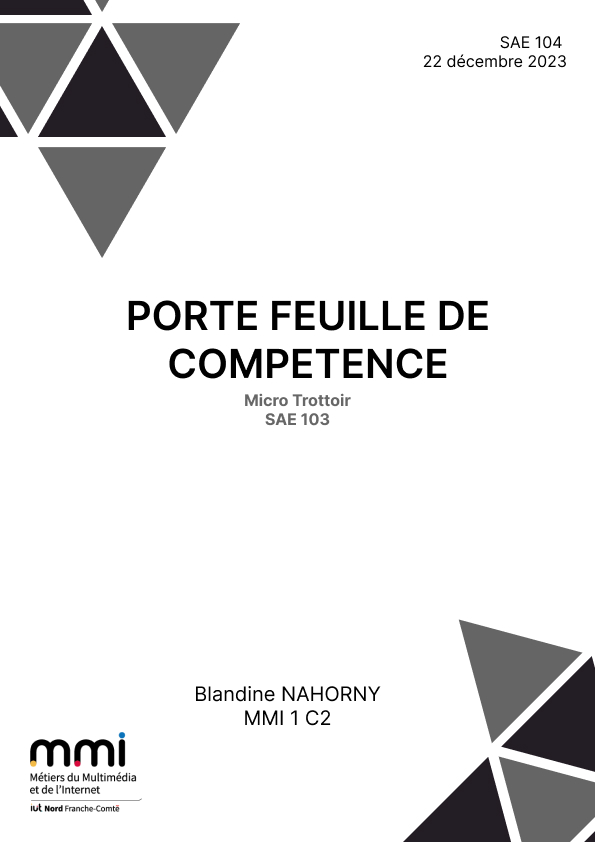 SAE 104
22 décembre 2023
PORTE FEUILLE DE
COMPETENCE
Micro Trottoir
SAE 103
Blandine NAHORNY
MMI 1 C2
mmi
Métiers du Multimédia
et de l'Internet
iut Nord Franche-Comté